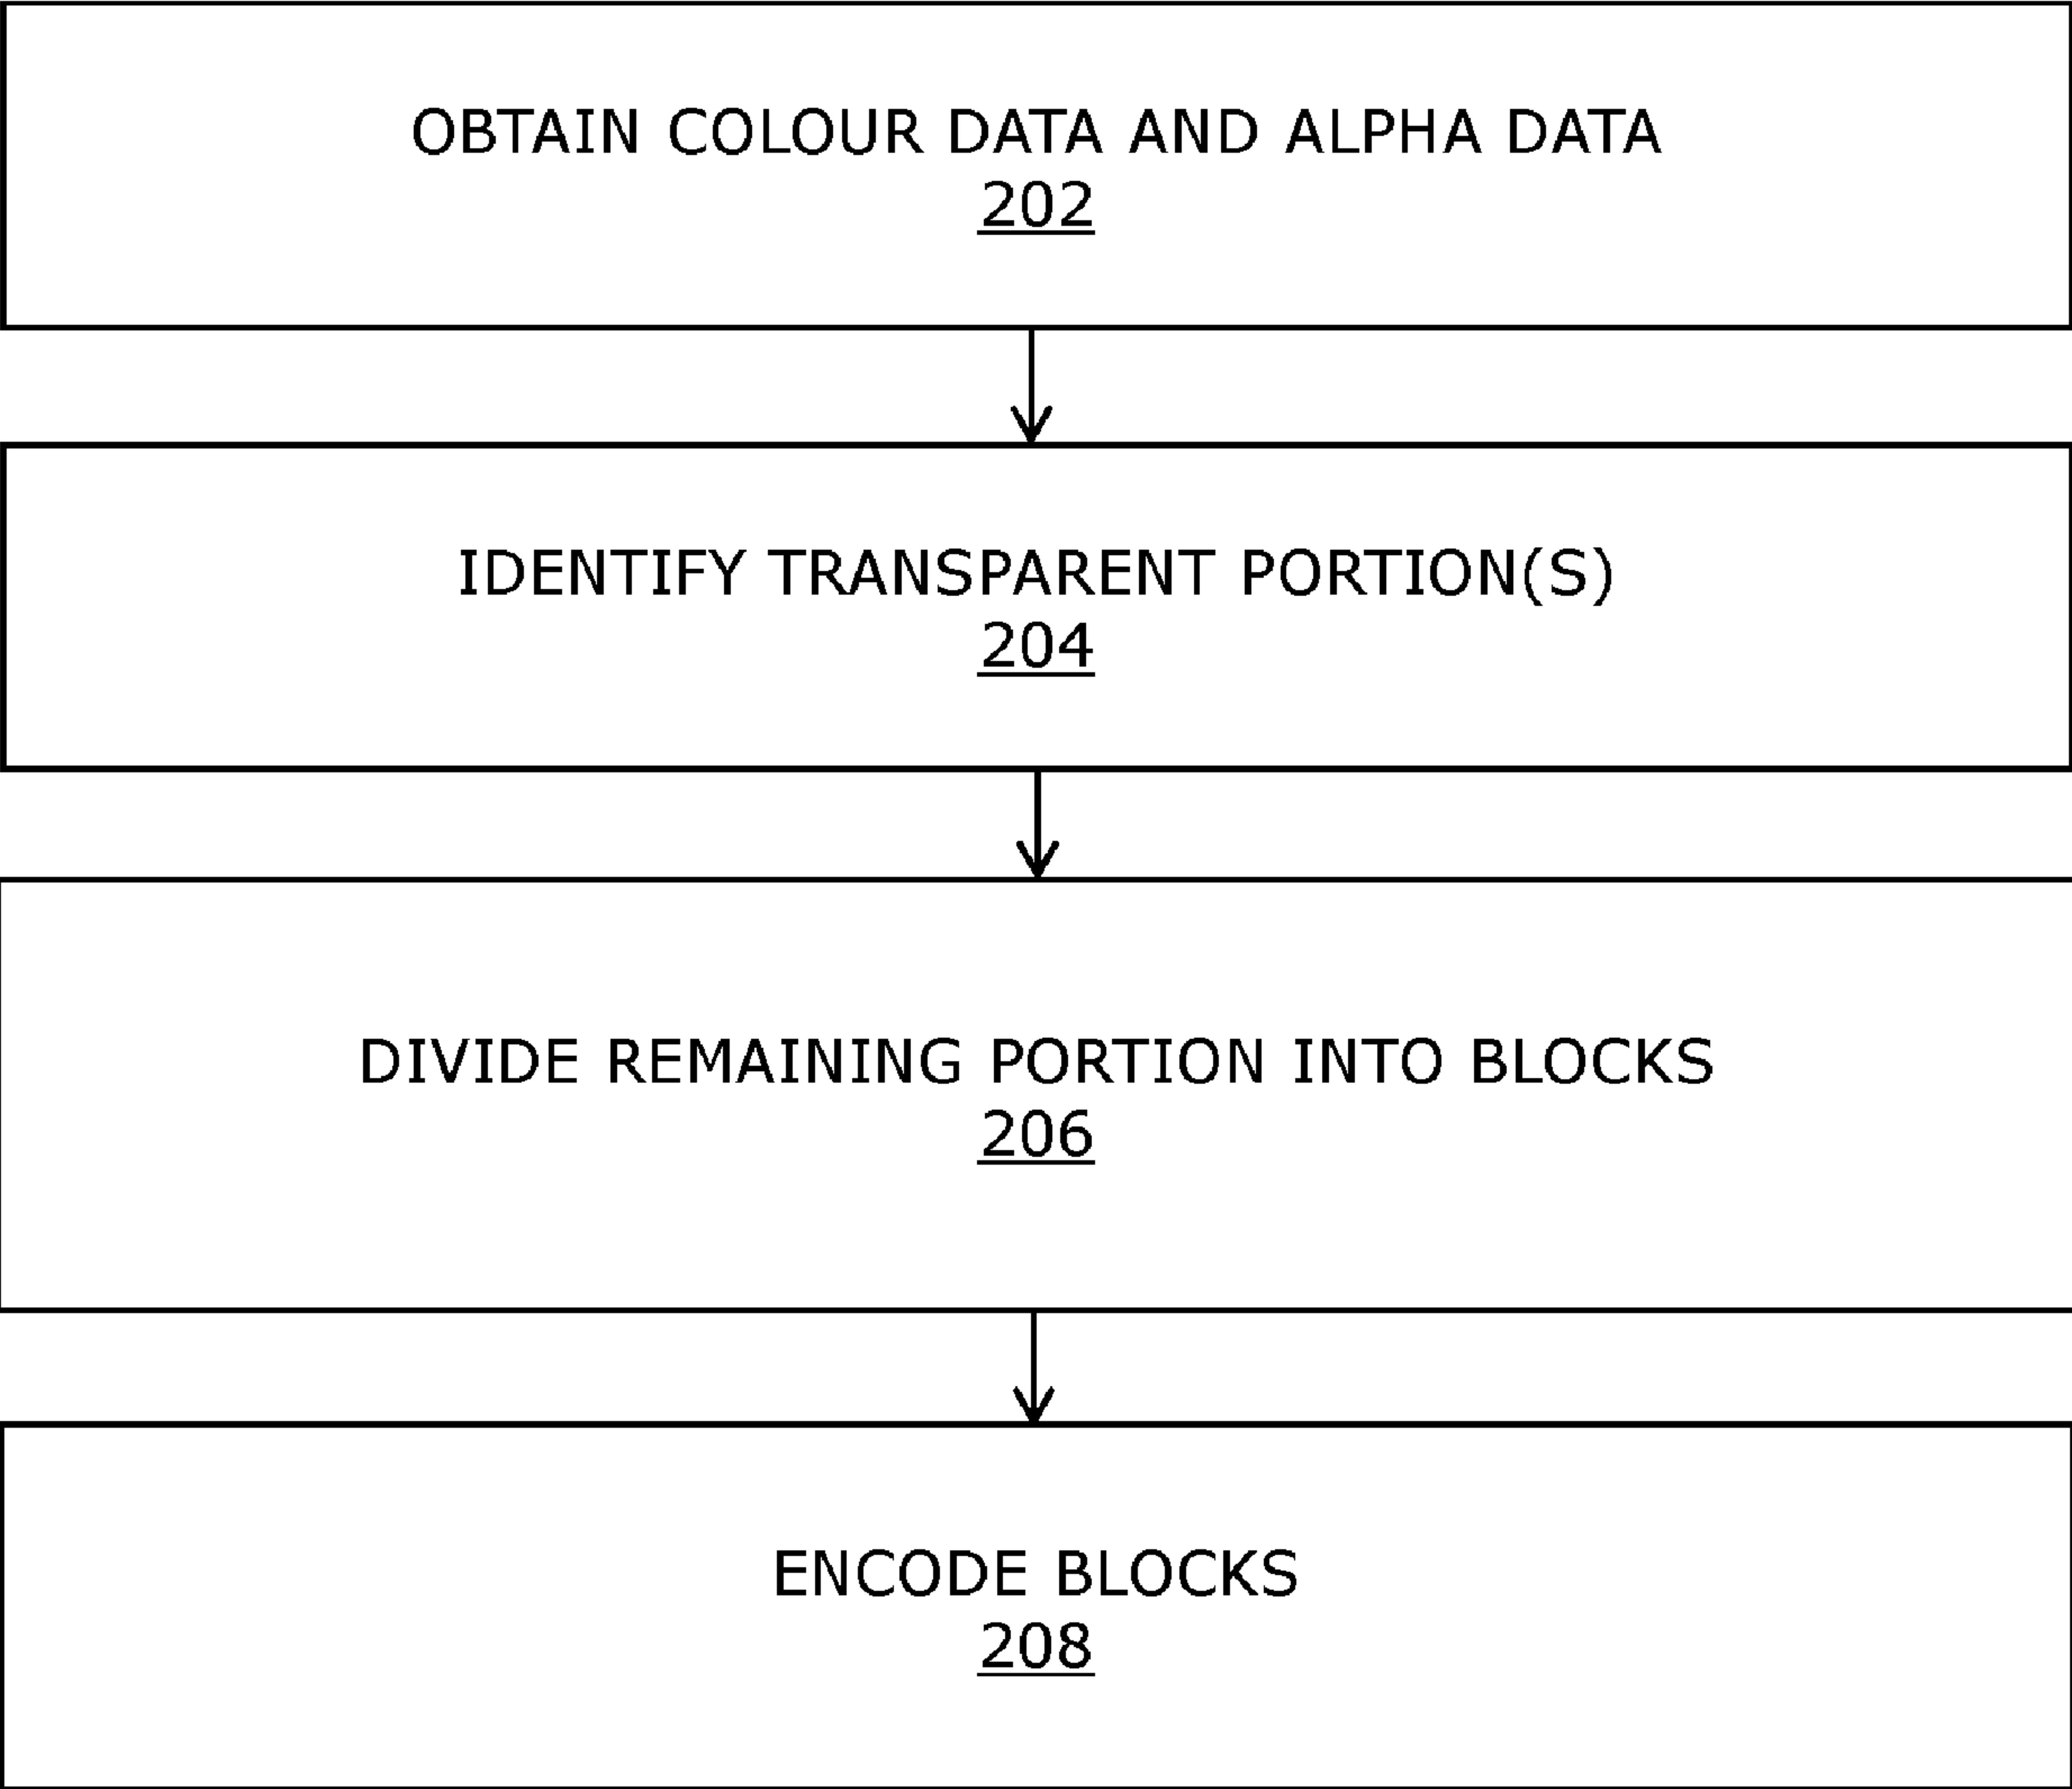 OBTAIN COLOUR DATA AND ALPHA DATA
202
IDENTIFY TRANSPARENT PORTION(S)
204
DIVIDE REMAINING PORTION INTO BLOCKS
206
ENCODE BLOCKS
208